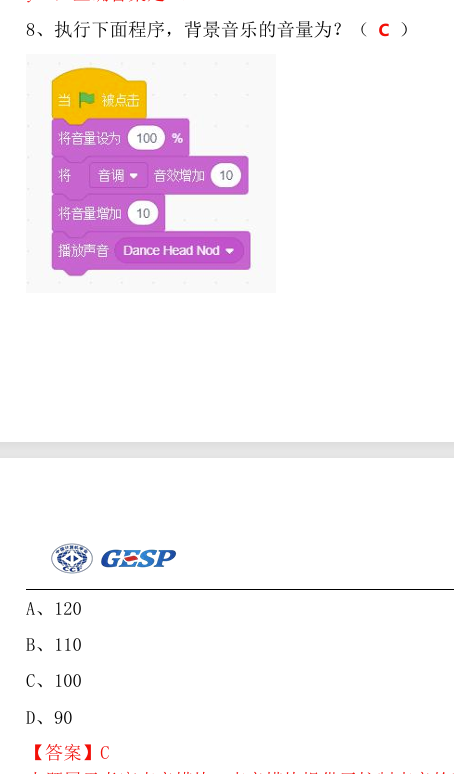 8、执行下面程序，背景音乐的音量为？（ C ）
当 被点击
将音量设为 100 %
将 音调 音效增加 10
将音量增加 10
播放声音 Dance Head Nod
CCF GESP
A、120
B、110
C、100
D、90
【答案】C